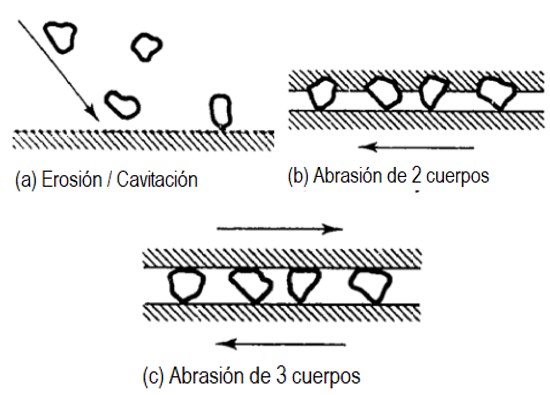 (a) Erosión / Cavitación
(b) Abrasión de 2 cuerpos
(c) Abrasión de 3 cuerpos